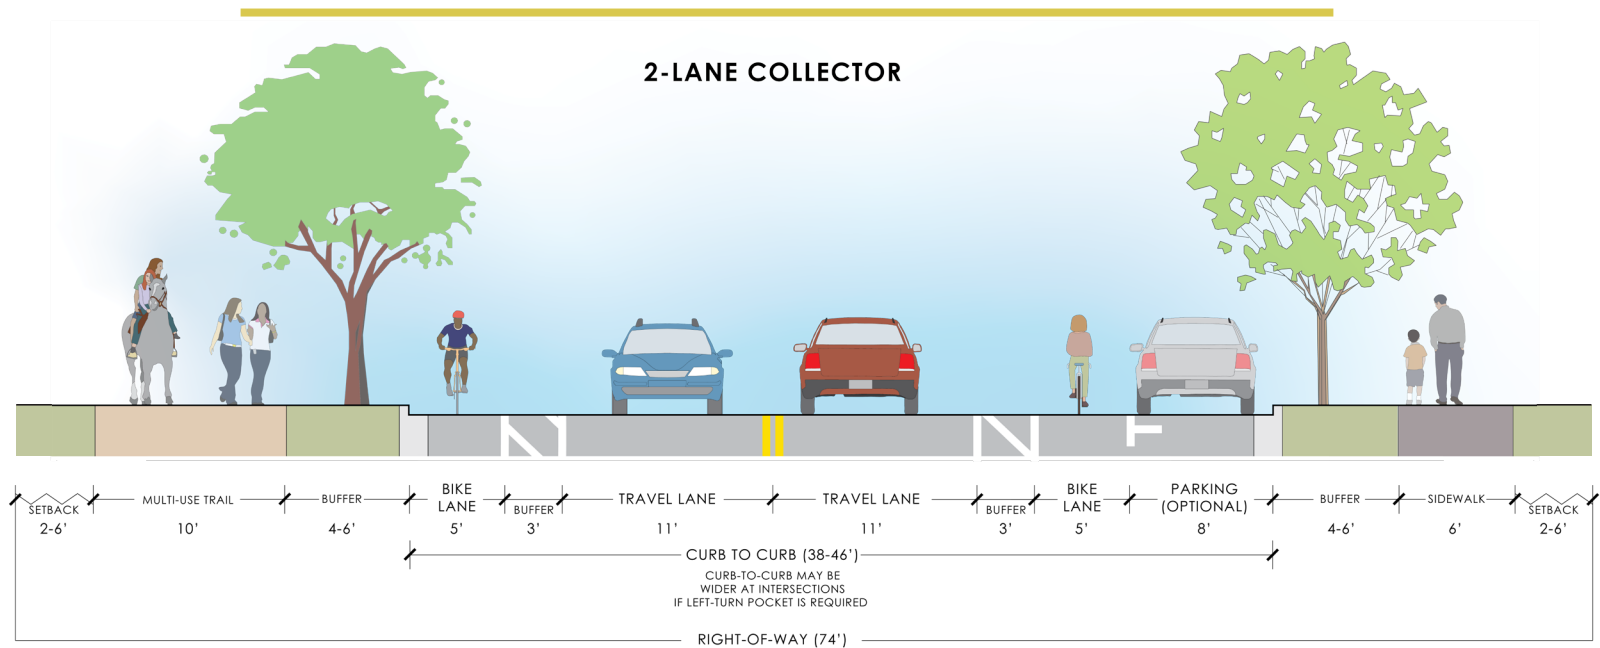 2-LANE COLLECTOR
SETBACK
2-6'
MULTI-USE TRAIL
10'
BUFFER
4-6'
BIKE
LANE
5'
BUFFER
3'
TRAVEL LANE
11'
TRAVEL LANE
11'
BUFFER
3'
BIKE
LANE
5'
PARKING
(OPTIONAL)
8'
BUFFER
4-6'
SIDEWALK
6'
SETBACK
2-6'
CURB TO CURB (38-46')
CURB-TO-CURB MAY BE
WIDER AT INTERSECTIONS
IF LEFT-TURN POCKET IS REQUIRED
RIGHT-OF-WAY (74')